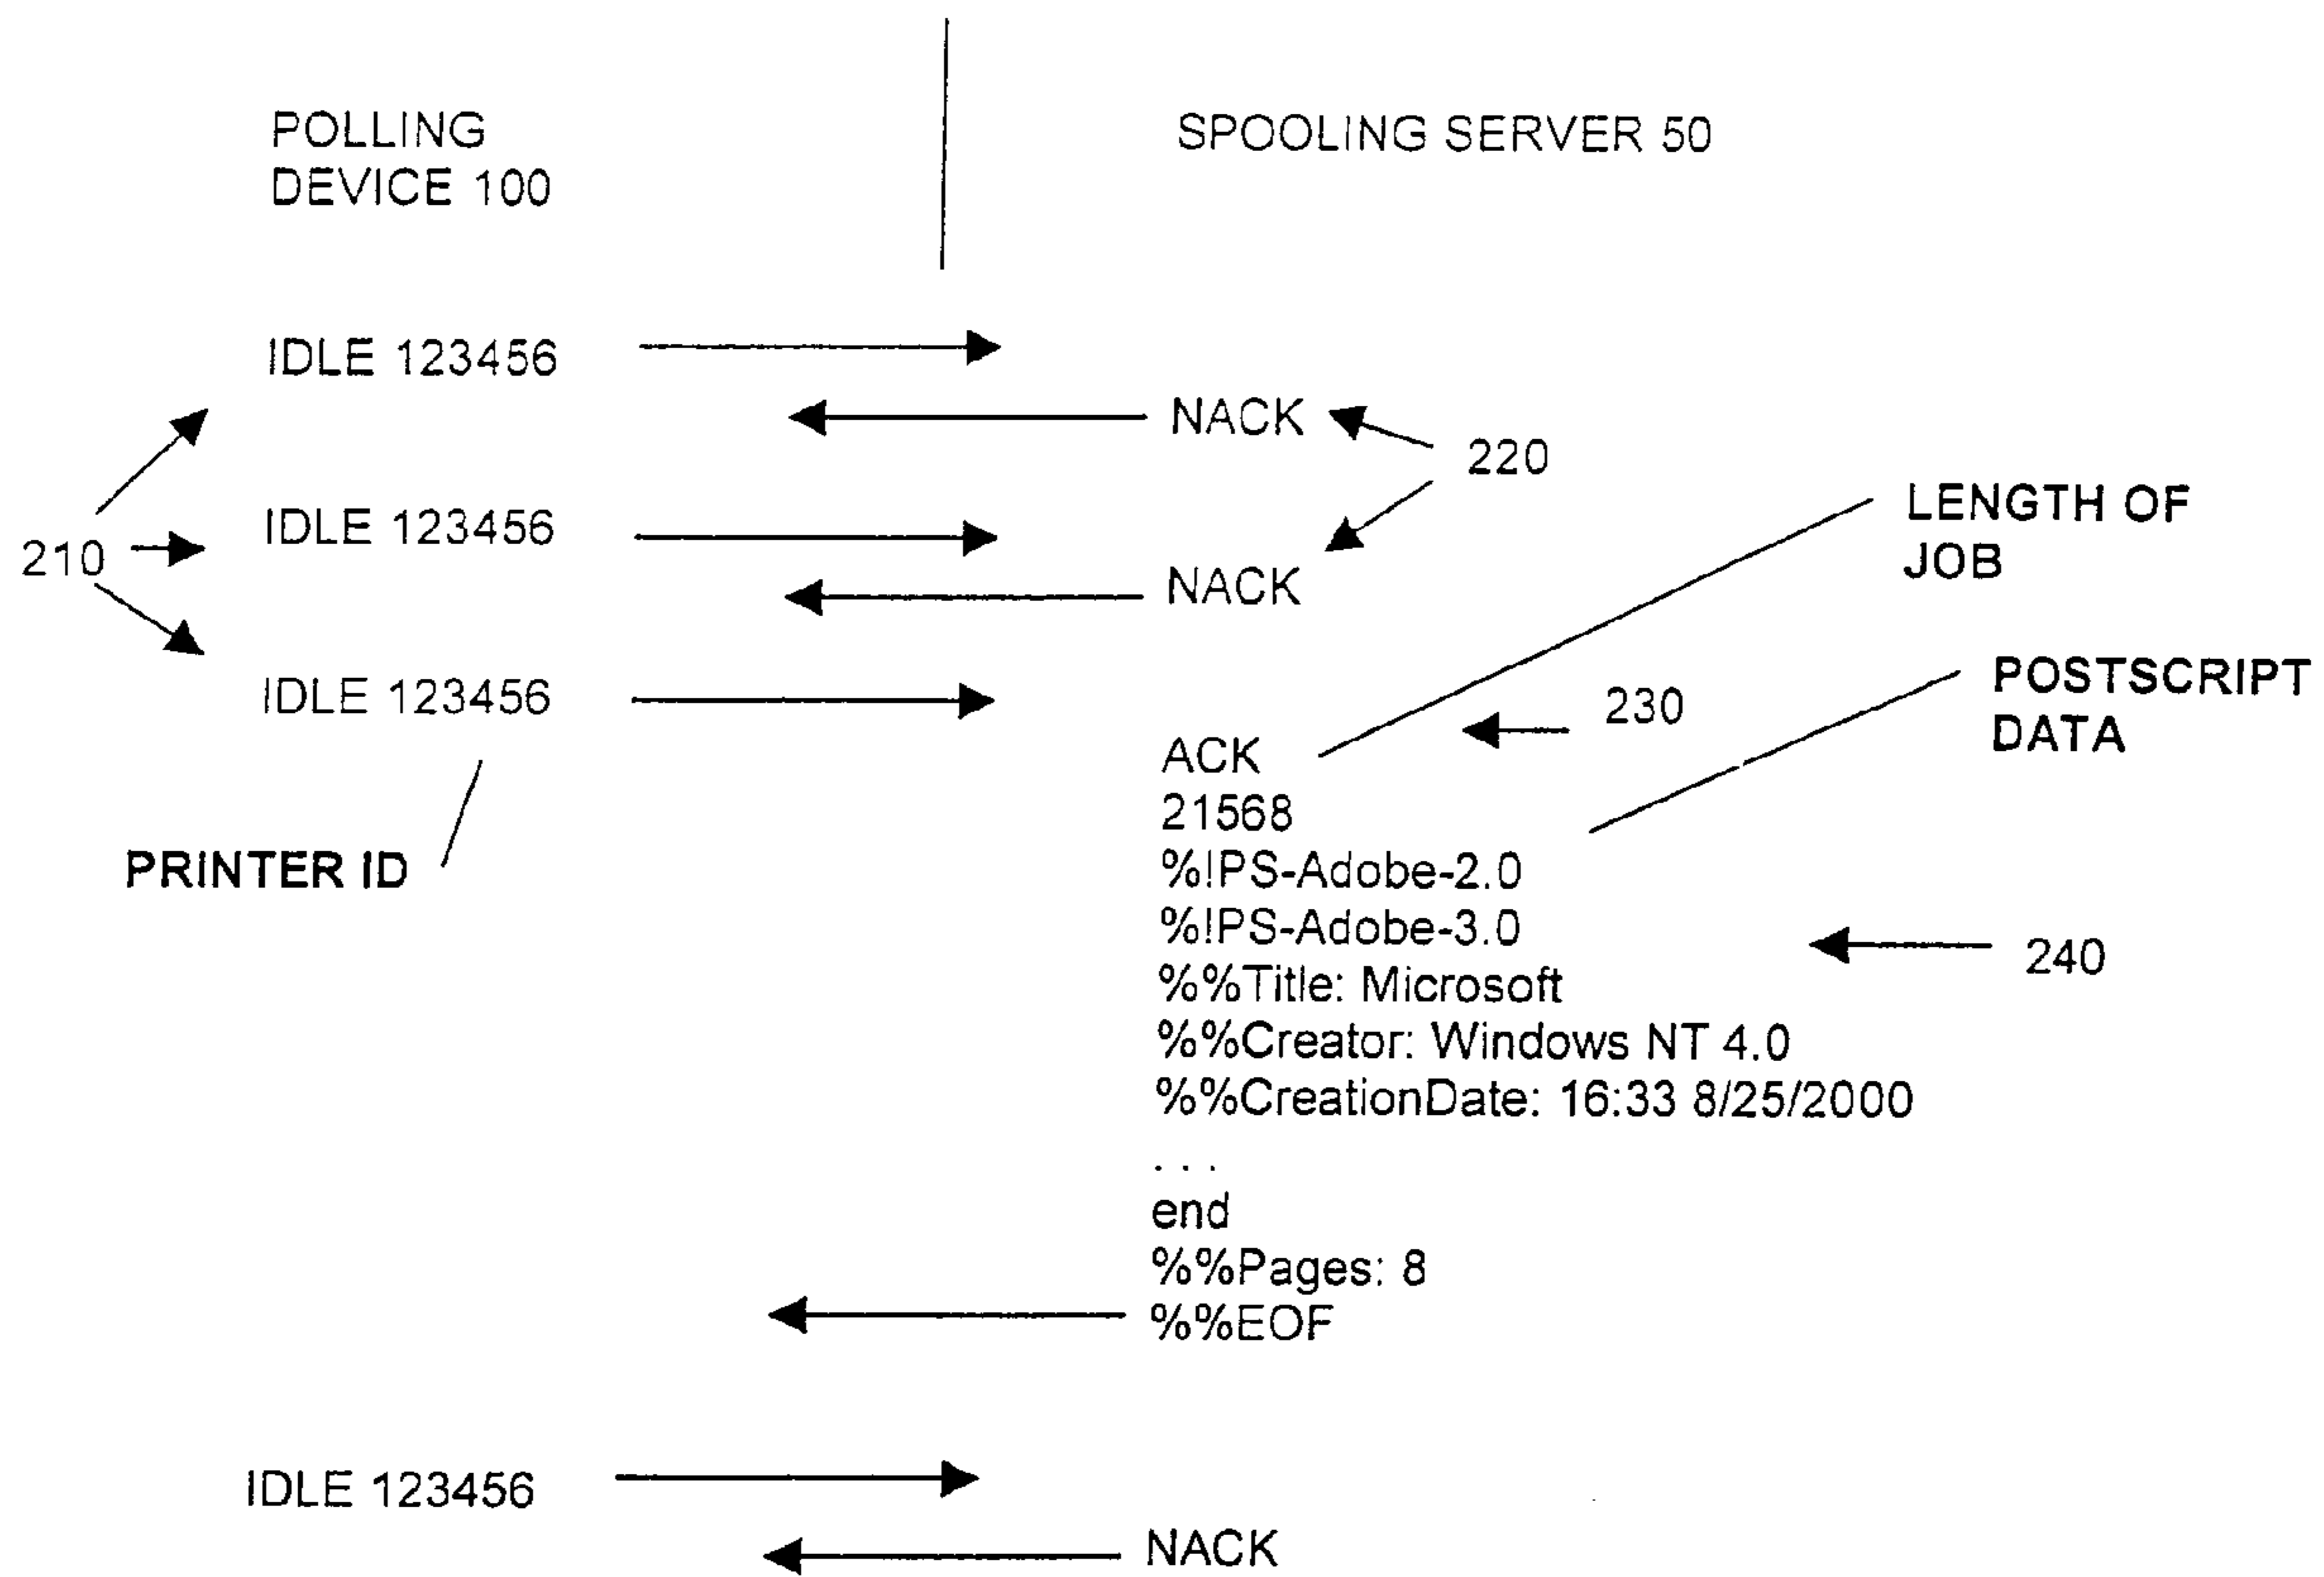 POLLING
DEVICE 100
SPOOLING SERVER 50
IDLE 123456
NACK
220
LENGTH OF
JOB
210
IDLE 123456
NACK
IDLE 123456
230
POSTSCRIPT
DATA
PRINTER ID
ACK
21568
%!PS-Adobe-2.0
%!PS-Adobe-3.0
240
%%Title: Microsoft
%%Creator: Windows NT 4.0
%%CreationDate: 16:33 8/25/2000
. . .
end
%%Pages: 8
%%EOF
IDLE 123456
NACK